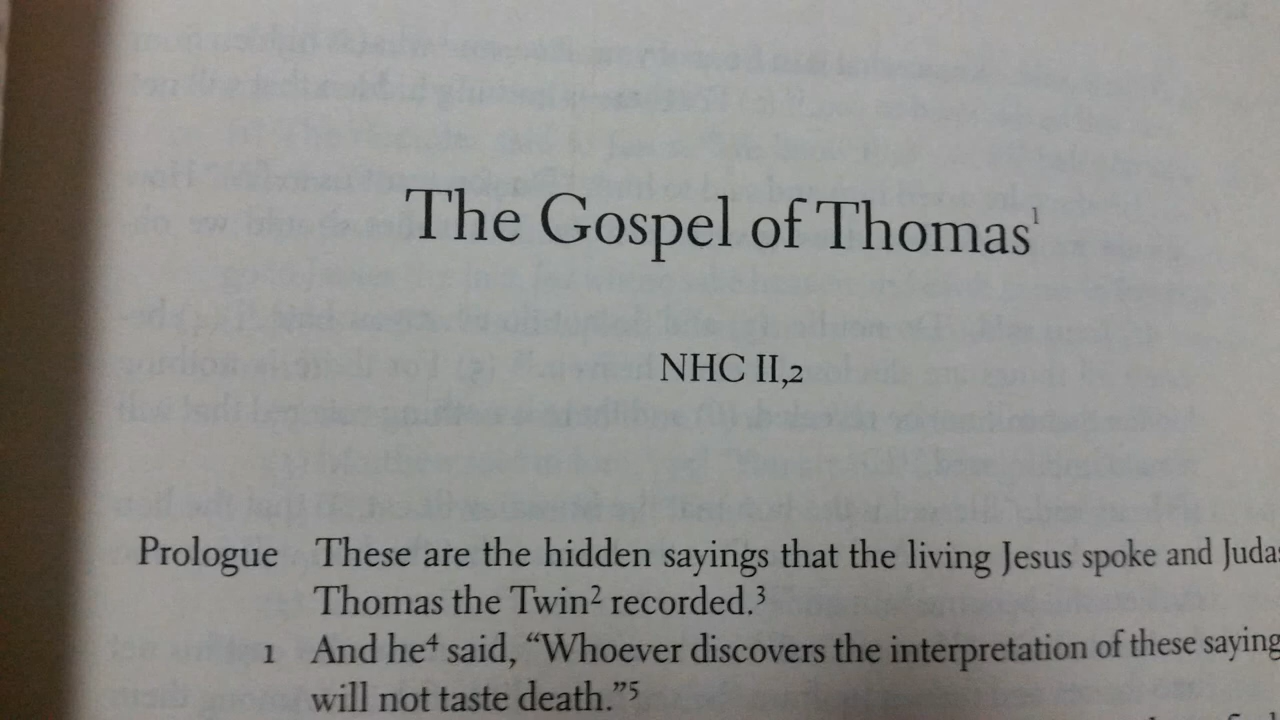 The Gospel of Thomas¹
NHC II,2
Prologue These are the hidden sayings that the living Jesus spoke and Judas
Thomas the Twin² recorded.³
1 And he⁴ said, “Whoever discovers the interpretation of these saying
will not taste death.”⁵